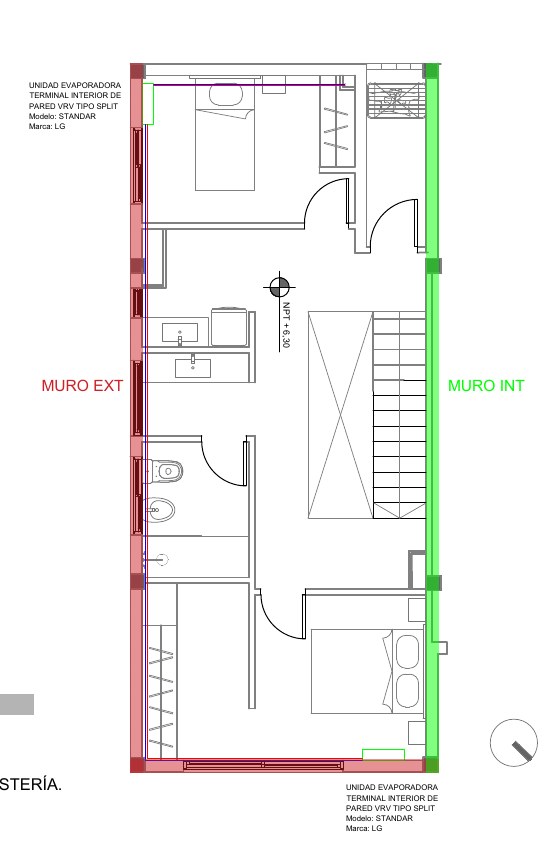 UNIDAD EVAPORADORA
TERMINAL INTERIOR DE
PARED VRV TIPO SPLIT
Modelo: STANDAR
Marca: LG
NPT + 6,30
MURO EXT
MURO INT
STERÍA.
UNIDAD EVAPORADORA
TERMINAL INTERIOR DE
PARED VRV TIPO SPLIT
Modelo: STANDAR
Marca: LG